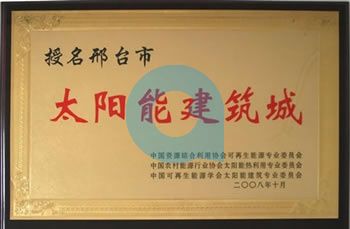 授名邢台市
太阳能建筑城
中国资源综合利用协会可再生能源专业委员会
中国农村能源行业协会太阳能热利用专业委员会
中国可再生能源学会太阳能建筑专业委员会
二〇〇八年十月